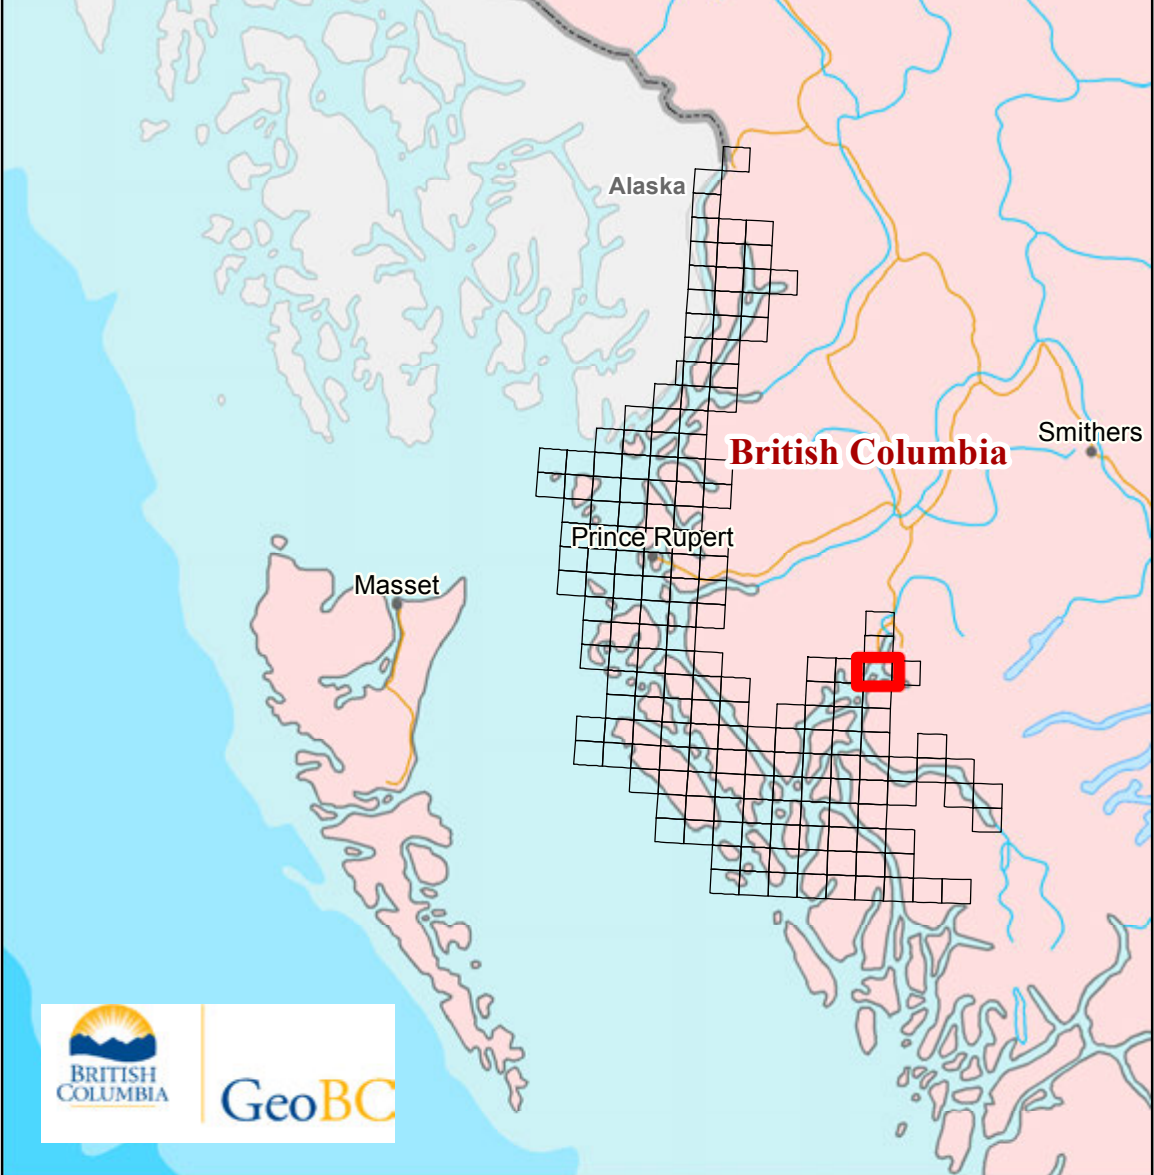 Alaska
British Columbia
Smithers
Prince Rupert
Masset
BRITISH
COLUMBIA
GeoBC